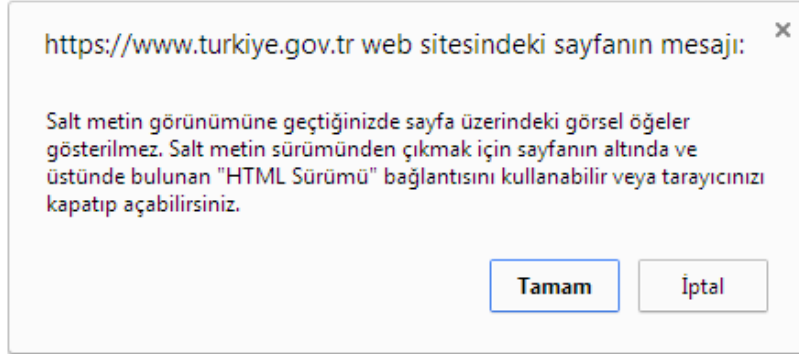 https://www.turkiye.gov.tr web sitesindeki sayfanın mesajı:
Salt metin görünümüne geçtiğinizde sayfa üzerindeki görsel öğeler
gösterilmez. Salt metin sürümünden çıkmak için sayfanın altında ve
üstünde bulunan "HTML Sürümü" bağlantısını kullanabilir veya tarayıcınızı
kapatıp açabilirsiniz.
Tamam İptal